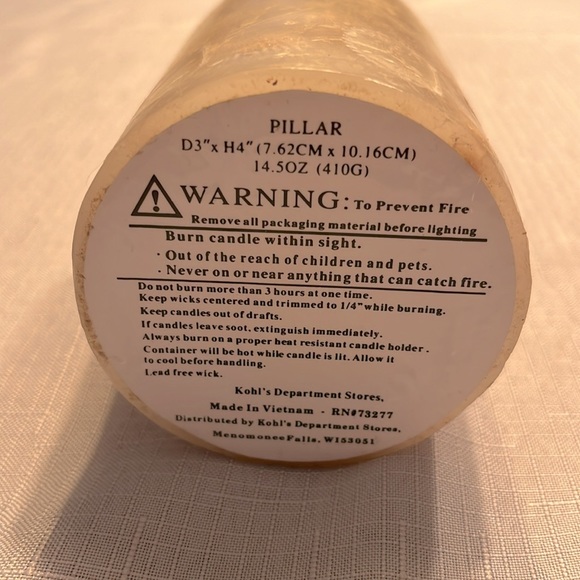 PILLAR
D3"x H4" (7.62CM x 10.16CM)
14.5OZ (410G)
WARNING: To Prevent Fire
Remove all packaging material before lighting
Burn candle within sight.
· Out of the reach of children and pets.
· Never on or near anything that can catch fire.
Do not burn more than 3 hours at one time.
Keep wicks centered and trimmed to 1/4" while burning.
Keep candles out of drafts.
If candles leave soot, extinguish immediately.
Always burn on a proper heat resistant candle holder .
Container will be hot while candle is lit. Allow it
to cool before handling.
Lead free wick.
Kohl's Department Stores,
Made In Vietnam - RN#73277
Distributed by Kohl's Department Stores,
Menomonee Falls, WI53051